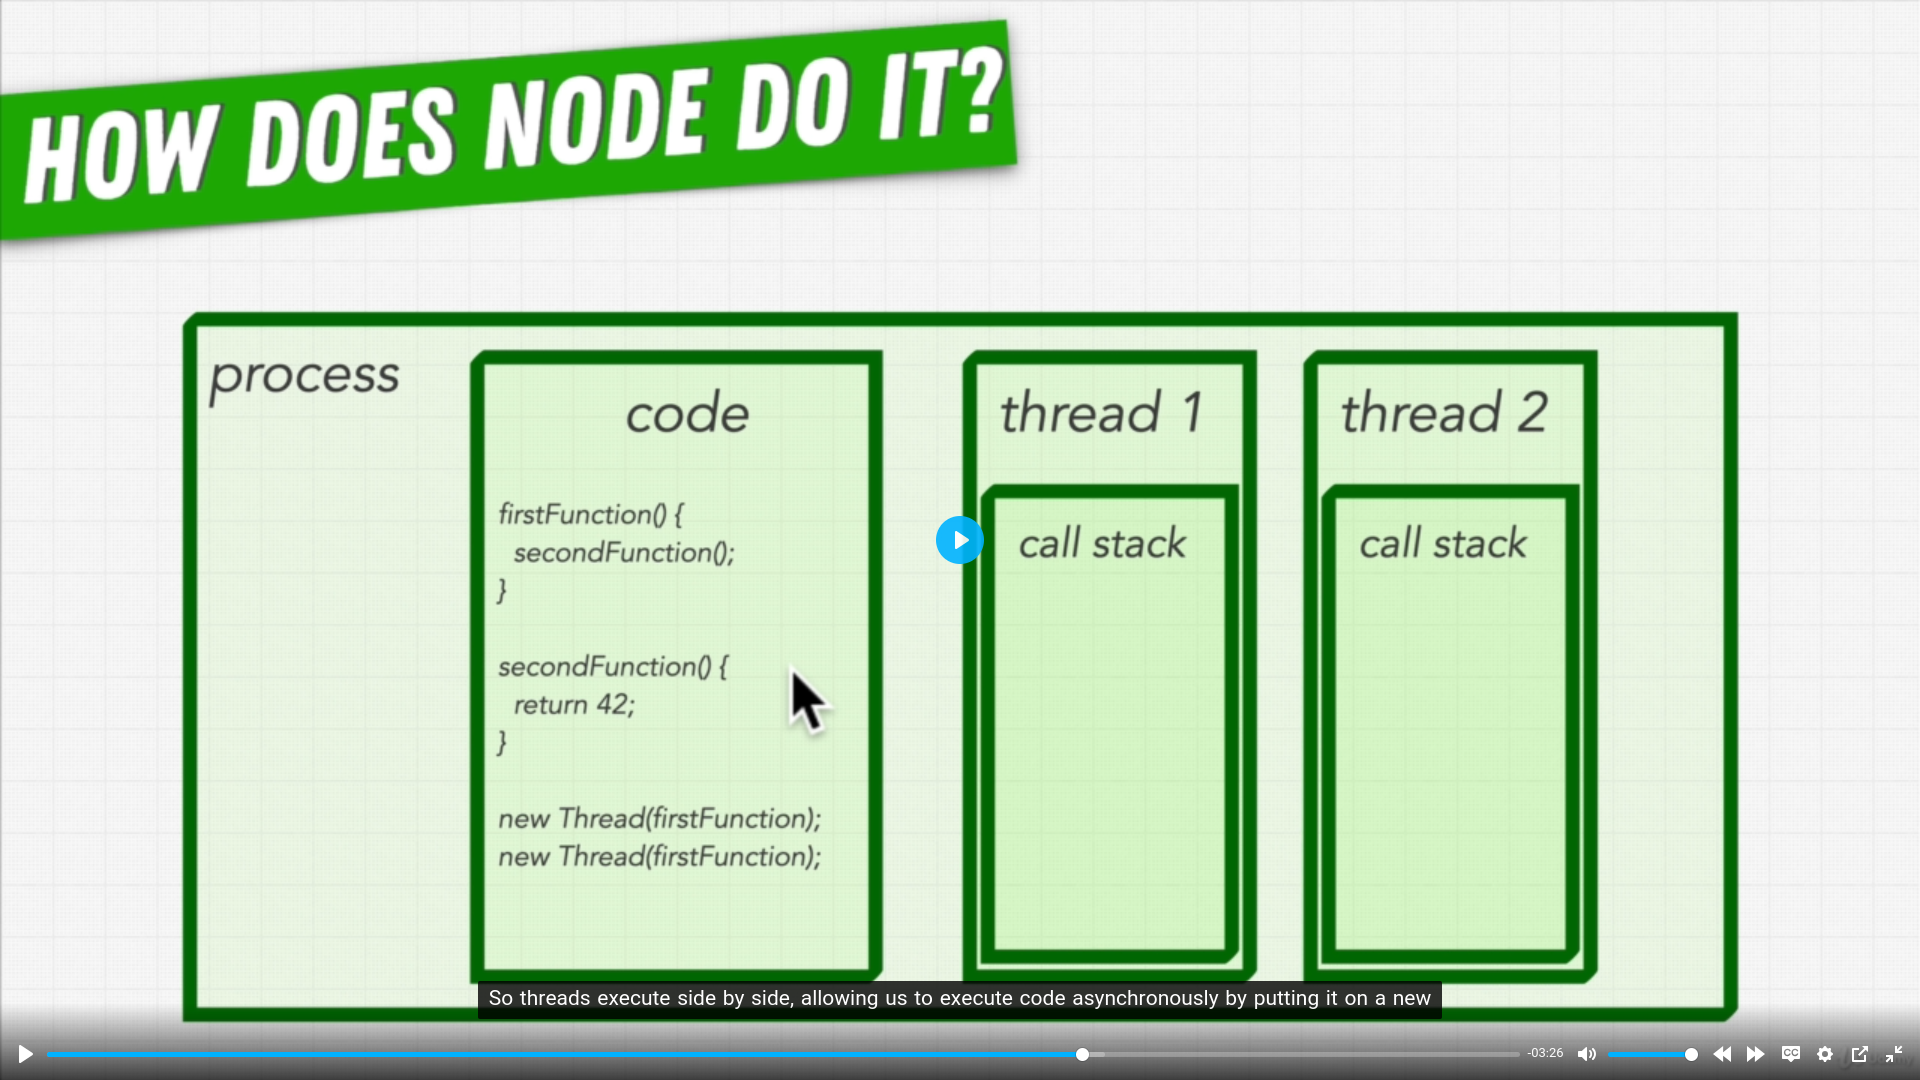 HOW DOES NODE DO IT?
process
code
firstFunction() {
secondFunction();
}
secondFunction() {
return 42;
}
new Thread(firstFunction);
new Thread(firstFunction);
thread 1
call stack
thread 2
call stack
So threads execute side by side, allowing us to execute code asynchronously by putting it on a new
-03:26
CC